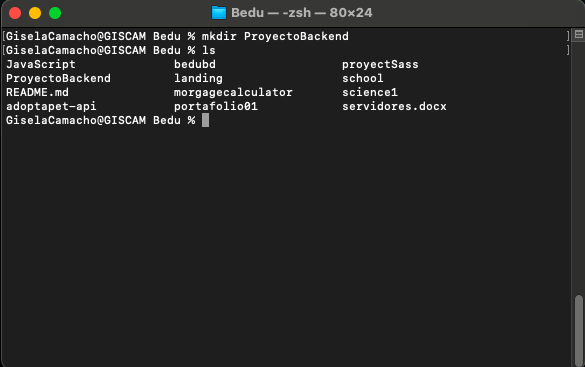 Bedu — -zsh — 80×24
[GiselaCamacho@GISCAM Bedu % mkdir ProyectoBackend ]
[GiselaCamacho@GISCAM Bedu % ls ]
JavaScript bedubd proyectSass
ProyectoBackend landing school
README.md morgagecalculator science1
adoptapet-api portafolio01 servidores.docx
GiselaCamacho@GISCAM Bedu %